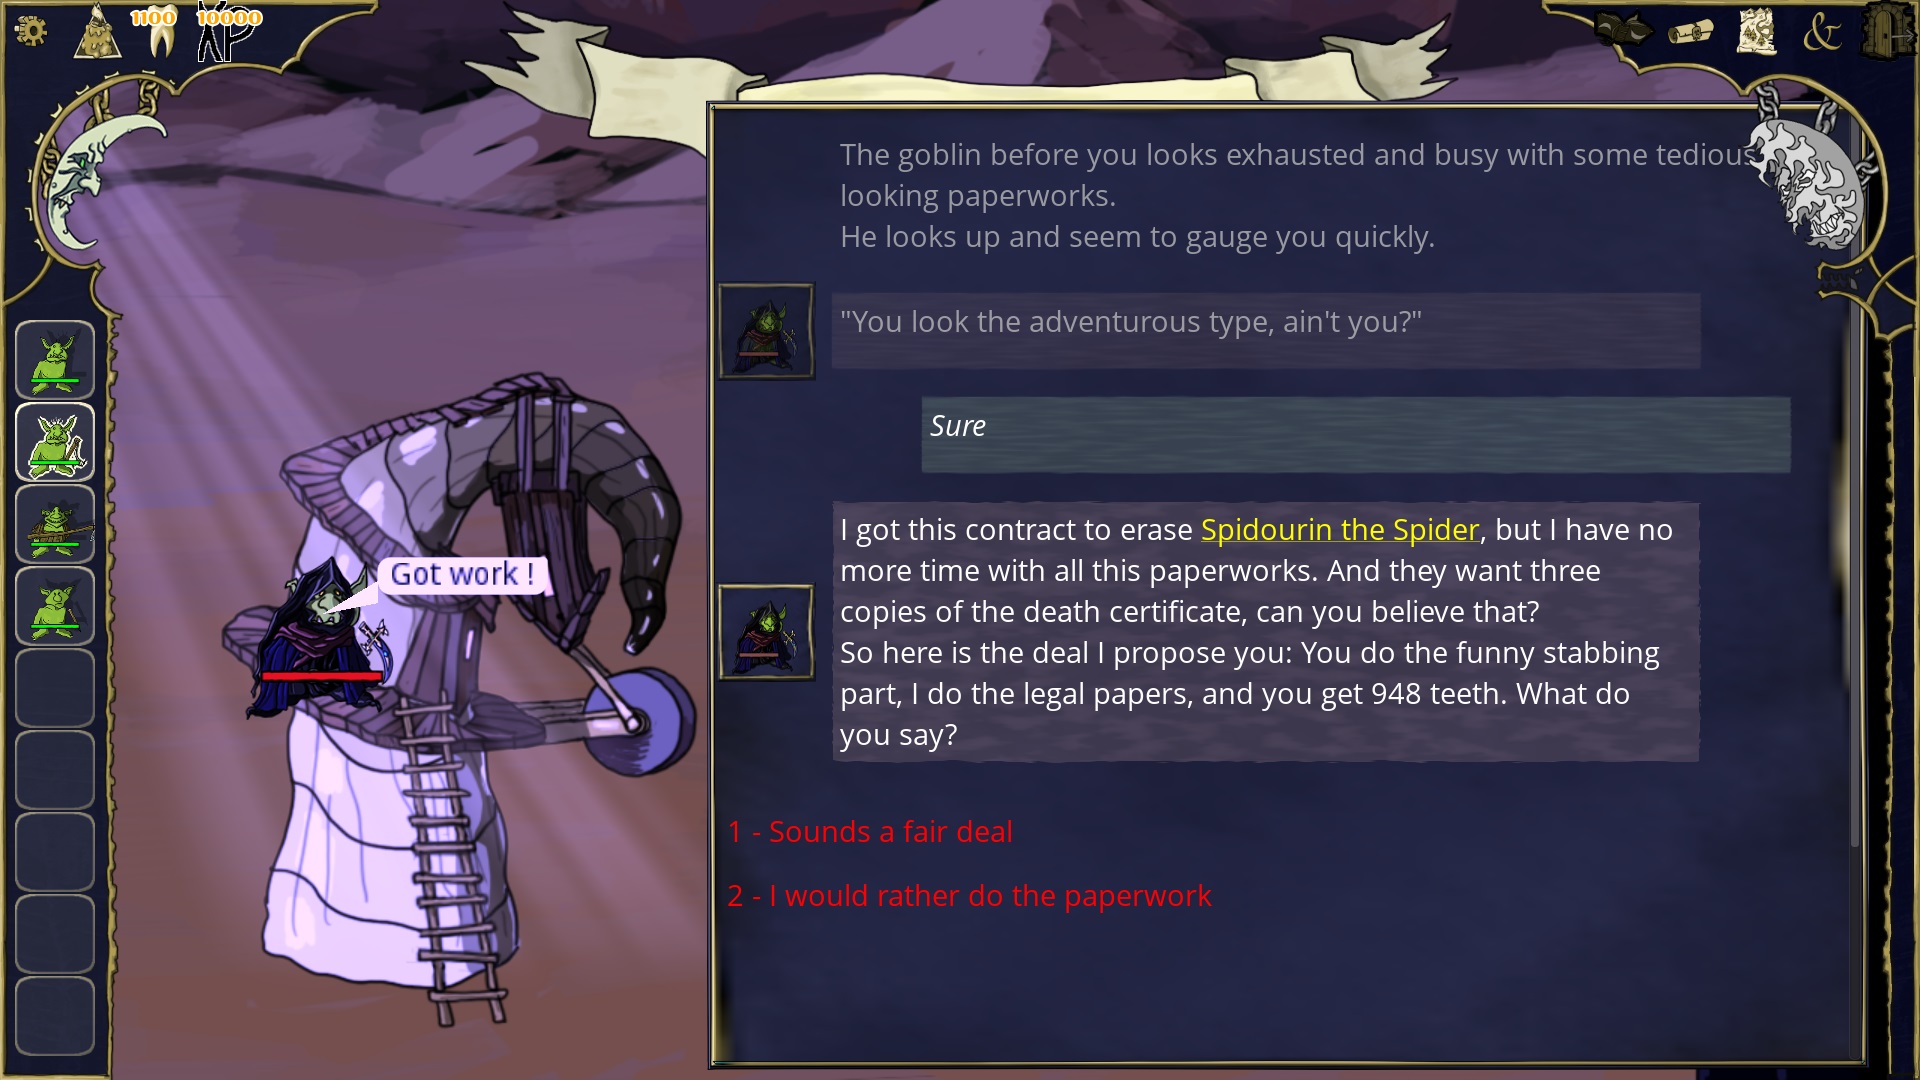 1100 10000
XP
&
The goblin before you looks exhausted and busy with some tedious
looking paperworks.
He looks up and seem to gauge you quickly.
"You look the adventurous type, ain't you?"
Sure
I got this contract to erase Spidourin the Spider, but I have no
more time with all this paperworks. And they want three
copies of the death certificate, can you believe that?
So here is the deal I propose you: You do the funny stabbing
part, I do the legal papers, and you get 948 teeth. What do
you say?
Got work !
1 - Sounds a fair deal
2 - I would rather do the paperwork